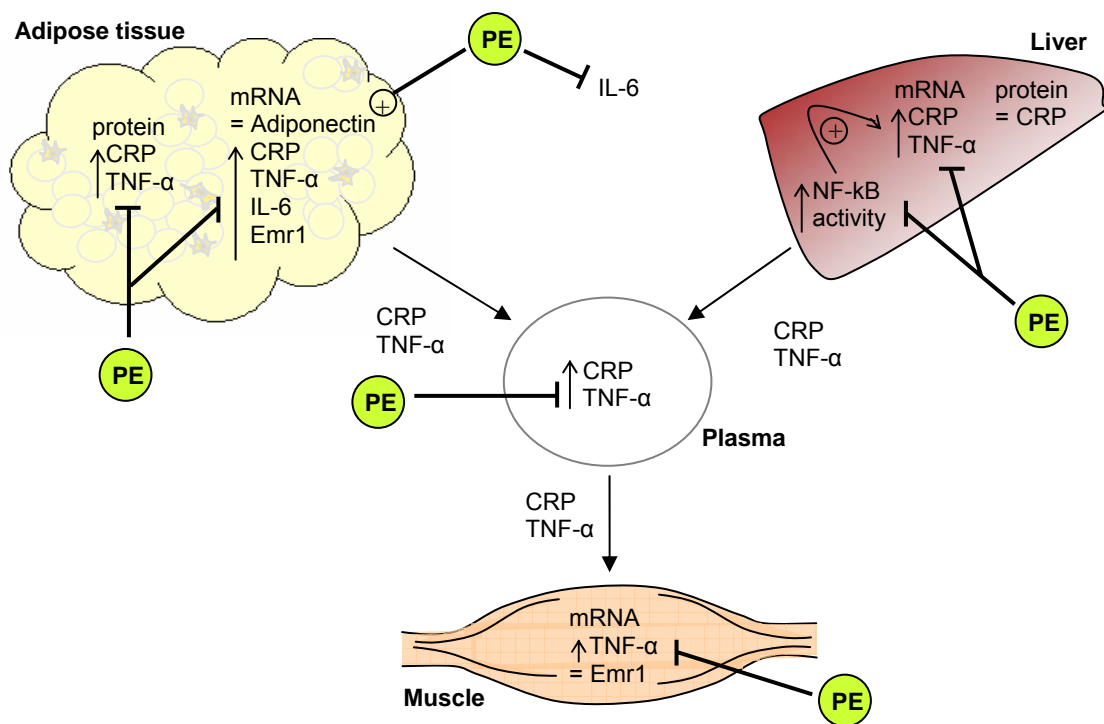 Adipose tissue
PE
IL-6
mRNA
= Adiponectin
+
CRP
TNF-α
IL-6
Emr1
protein
CRP
TNF-α
PE
Liver
mRNA
CRP
TNF-α
protein
= CRP
+
NF-kB
activity
PE
CRP
TNF-α
CRP
TNF-α
PE
CRP
TNF-α
Plasma
CRP
TNF-α
mRNA
TNF-α
= Emr1
Muscle
PE